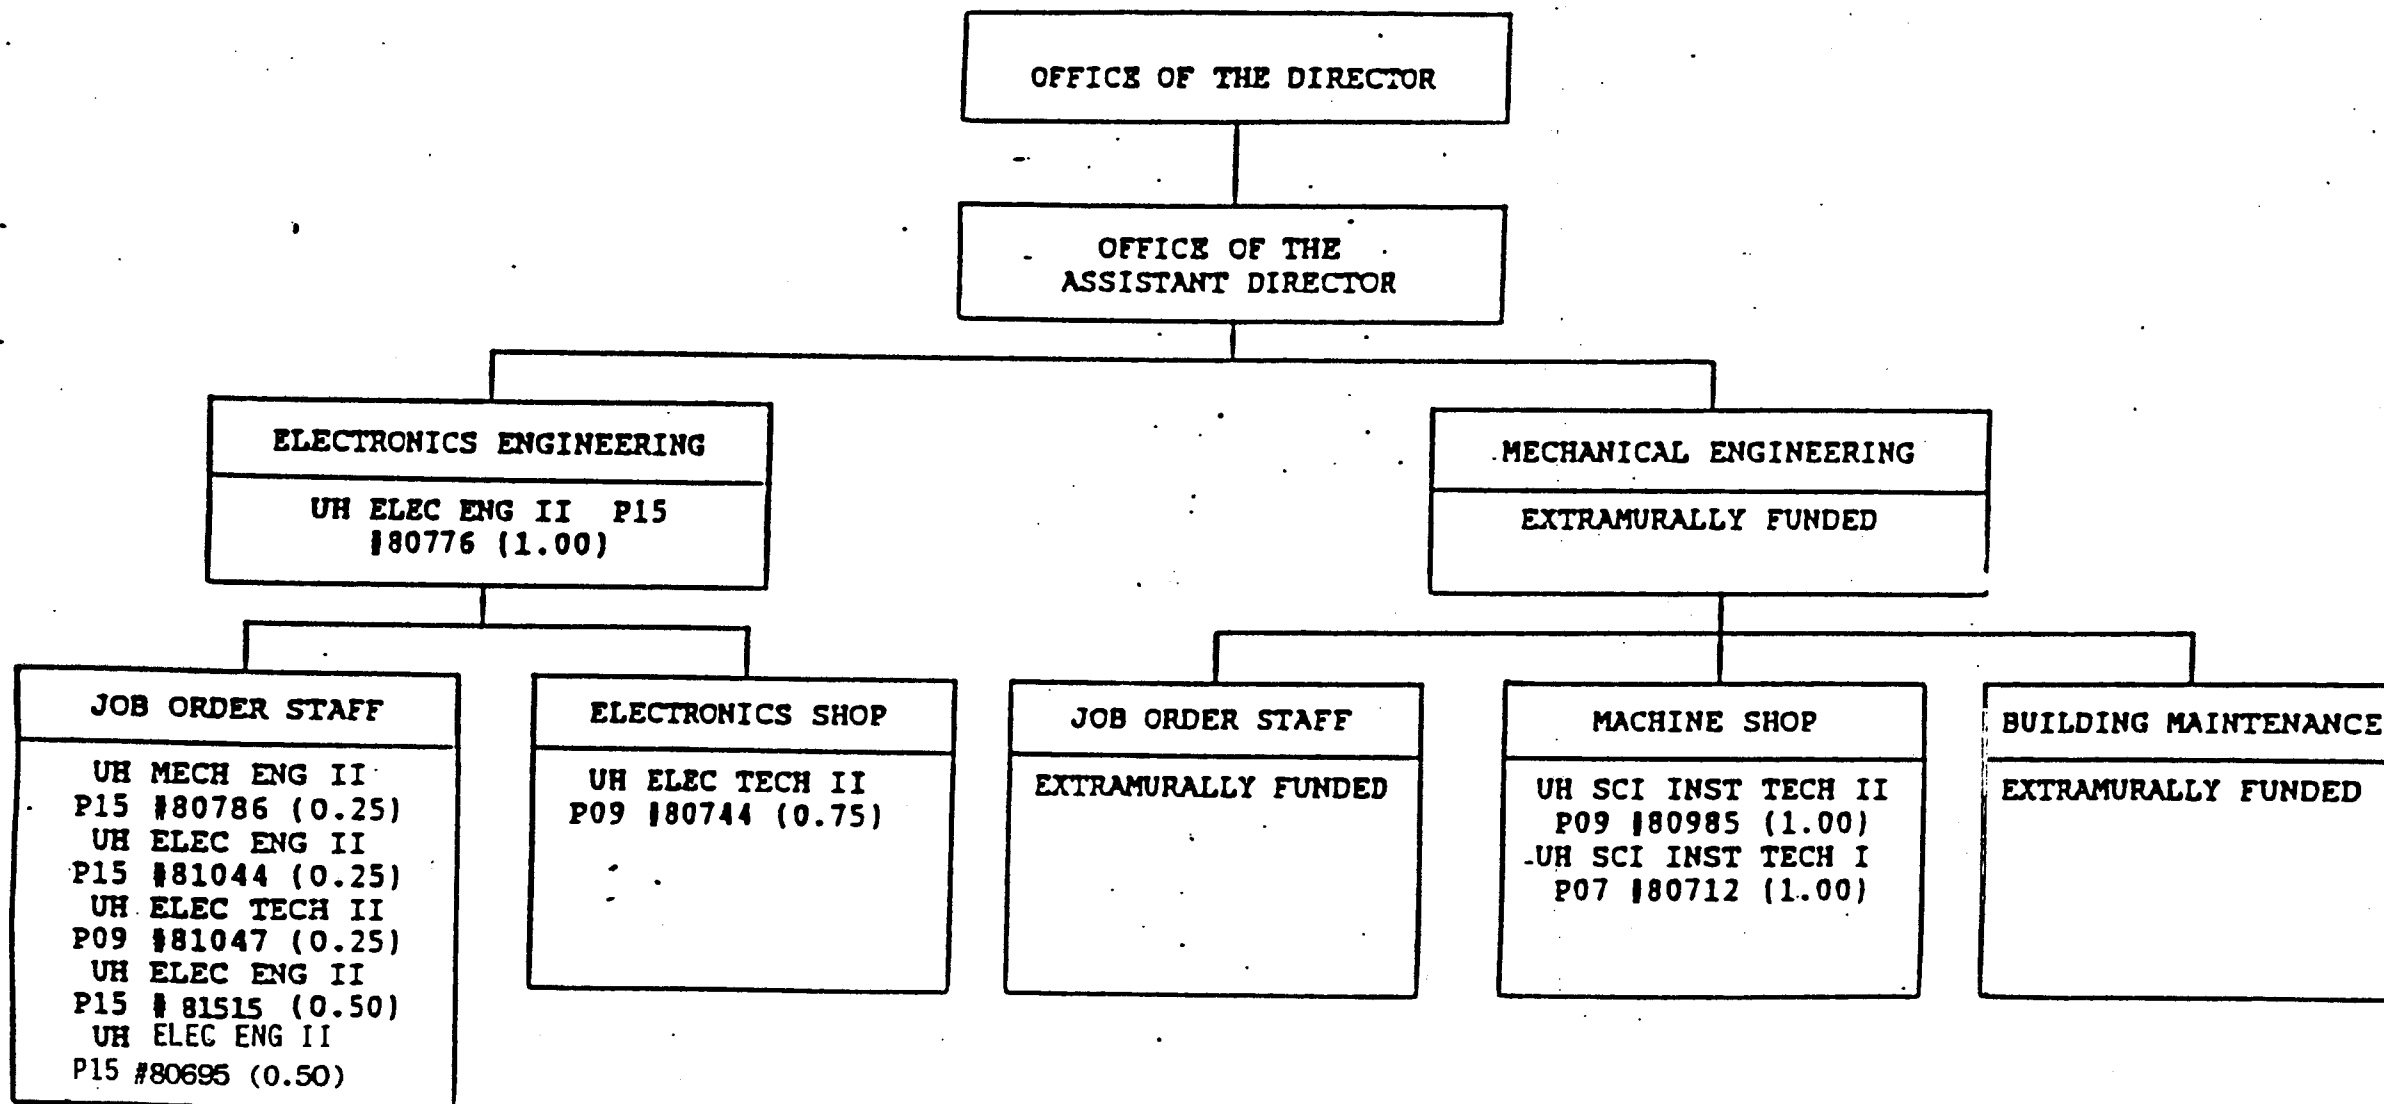 OFFICE OF THE DIRECTOR
OFFICE OF THE
ASSISTANT DIRECTOR
ELECTRONICS ENGINEERING
UH ELEC ENG II P15
#80776 (1.00)
MECHANICAL ENGINEERING
EXTRAMURALLY FUNDED
JOB ORDER STAFF
UH MECH ENG II
P15 #80786 (0.25)
UH ELEC ENG II
P15 #81044 (0.25)
UH ELEC TECH II
P09 #81047 (0.25)
UH ELEC ENG II
P15 # 81515 (0.50)
UH ELEC ENG II
P15 #80695 (0.50)
ELECTRONICS SHOP
UH ELEC TECH II
P09 #80744 (0.75)
JOB ORDER STAFF
EXTRAMURALLY FUNDED
MACHINE SHOP
UH SCI INST TECH II
P09 #80985 (1.00)
UH SCI INST TECH I
P07 #80712 (1.00)
BUILDING MAINTENANCE
EXTRAMURALLY FUNDED